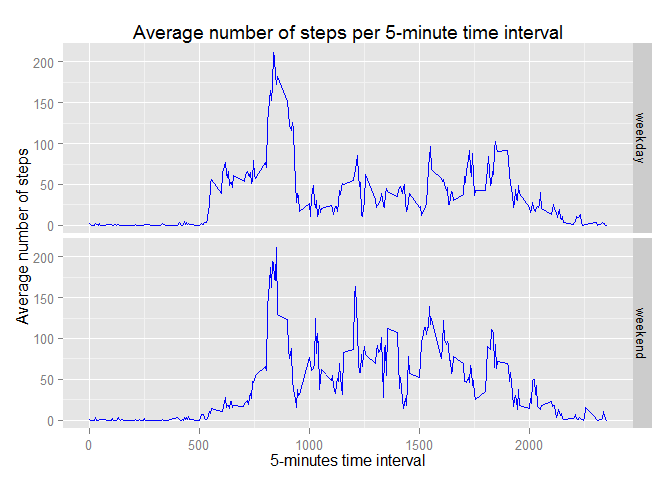 Average number of steps per 5-minute time interval
Average number of steps
200
150
100
50
0
weekday
200
150
100
50
0
weekend
0 500 1000 1500 2000
5-minutes time interval